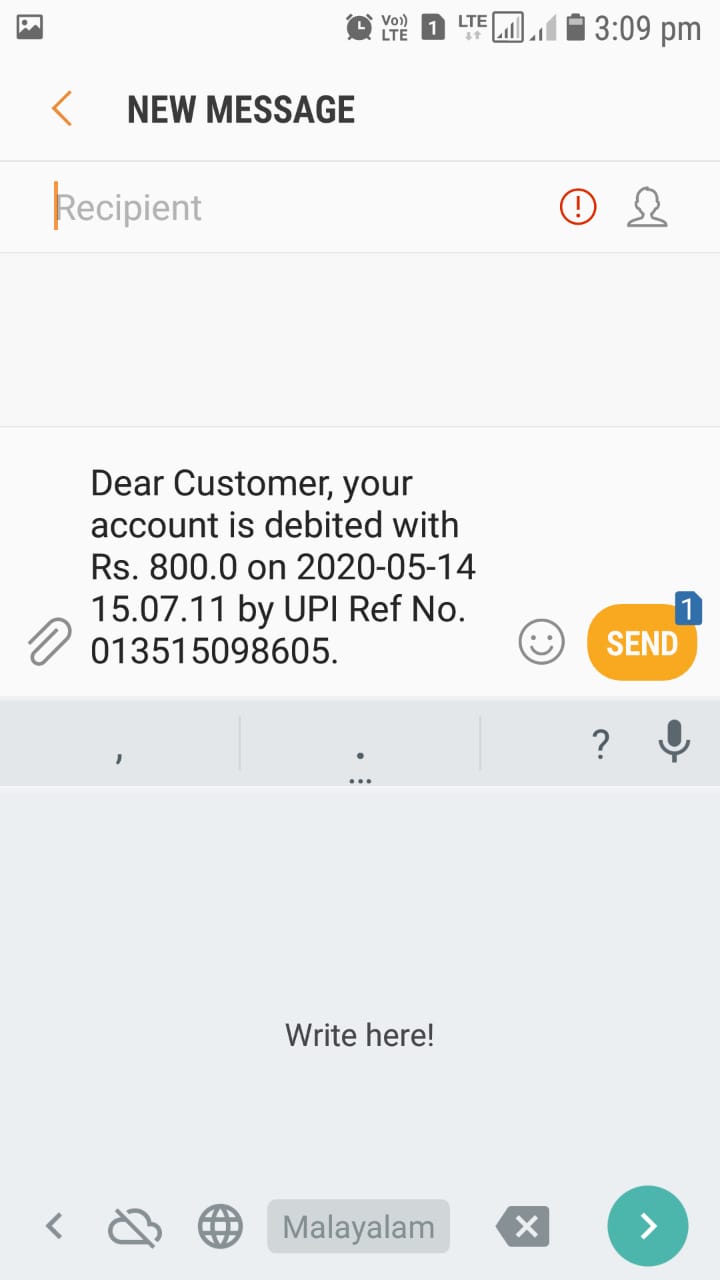 Vo)) LTE 1 LTE 3:09 pm
NEW MESSAGE
Recipient
Dear Customer, your
account is debited with
Rs. 800.0 on 2020-05-14
15.07.11 by UPI Ref No.
013515098605.
1
SEND
, . ... ?
Write here!
Malayalam